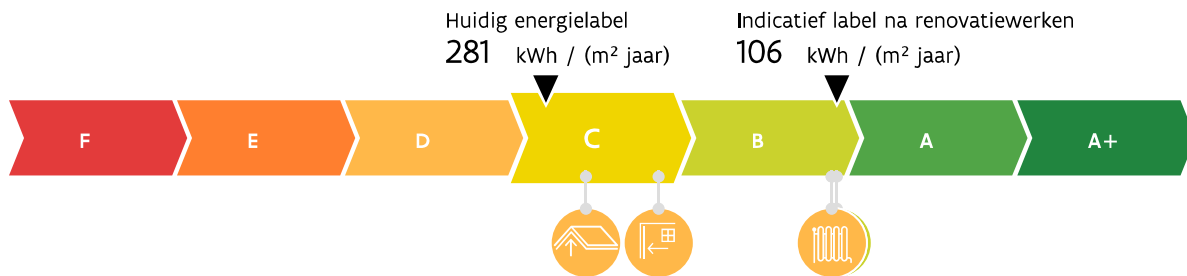 Huidig energielabel
281 kWh / (m² jaar)
Indicatief label na renovatiewerken
106 kWh / (m² jaar)
F E D C B A A+